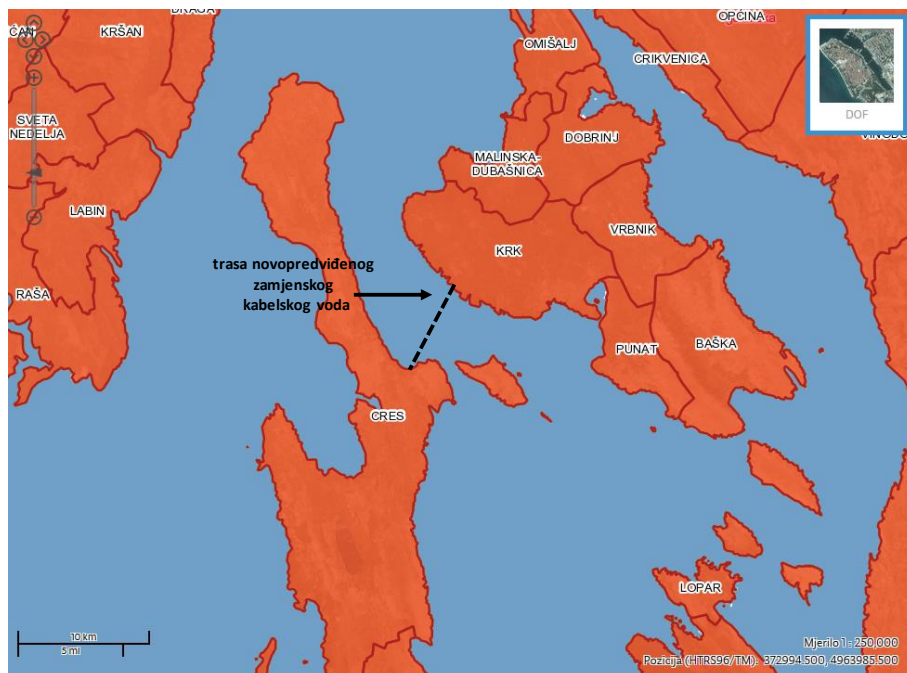 DRAGA
OPĆINA
ĆAN
KRŠAN
OMIŠALJ
CRIKVENICA
DOF
SVETA
NEDELJA
DOBRINJ
MALINSKA-
DUBAŠNICA
LABIN
VRBNIK
KRK
trasa novopredviđenog
zamjenskog
kabelskog voda
RAŠA
PUNAT
BAŠKA
CRES
LOPAR
10 km
5 mi
Mjerilo 1 : 250,000
Pozicija (HTRS96/TM): 372994.500, 4963985.500